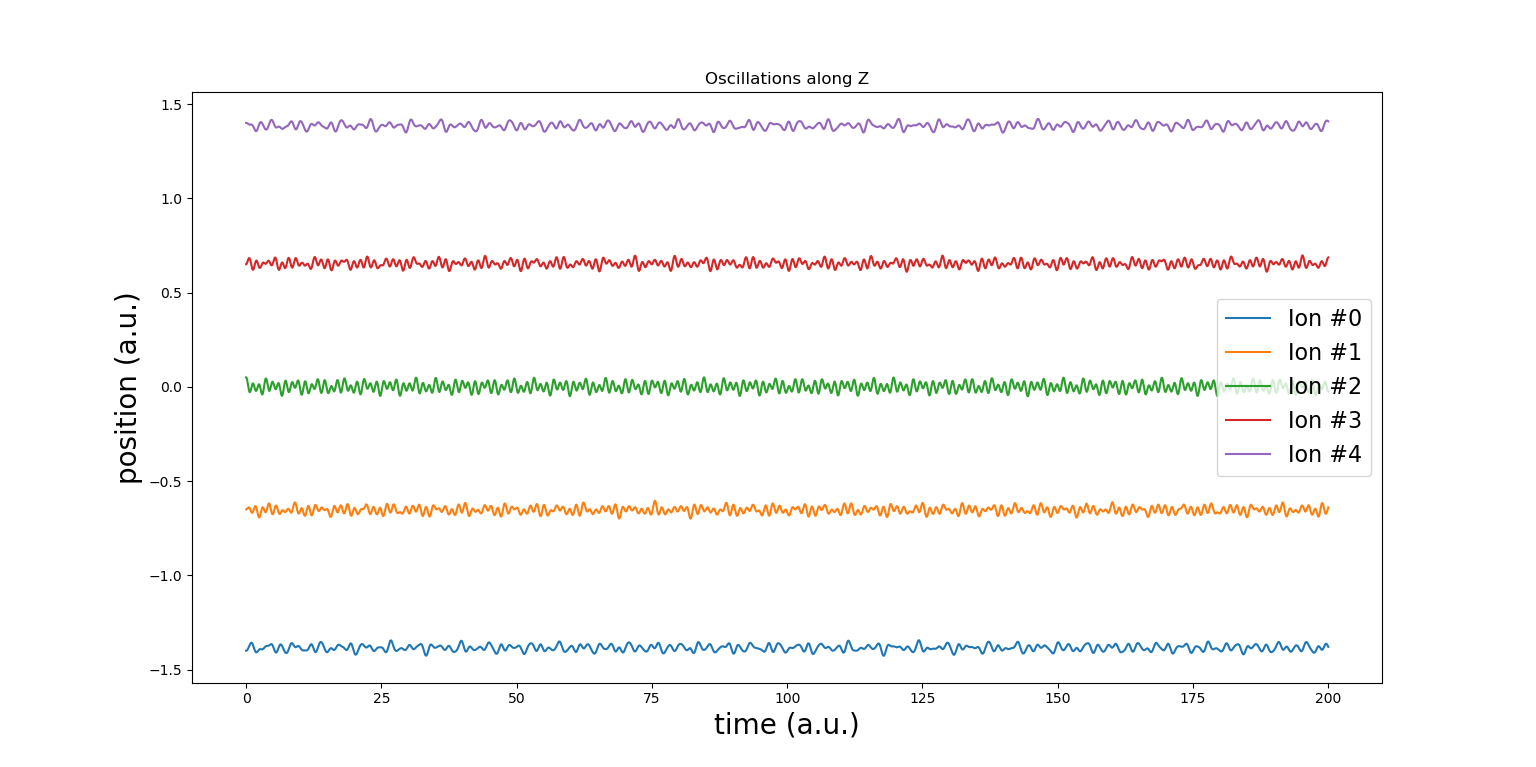 Oscillations along Z
1.5
1.0
0.5
0.0
−0.5
−1.0
−1.5
position (a.u.)
Ion #0
Ion #1
Ion #2
Ion #3
Ion #4
0 25 50 75 100 125 150 175 200
time (a.u.)